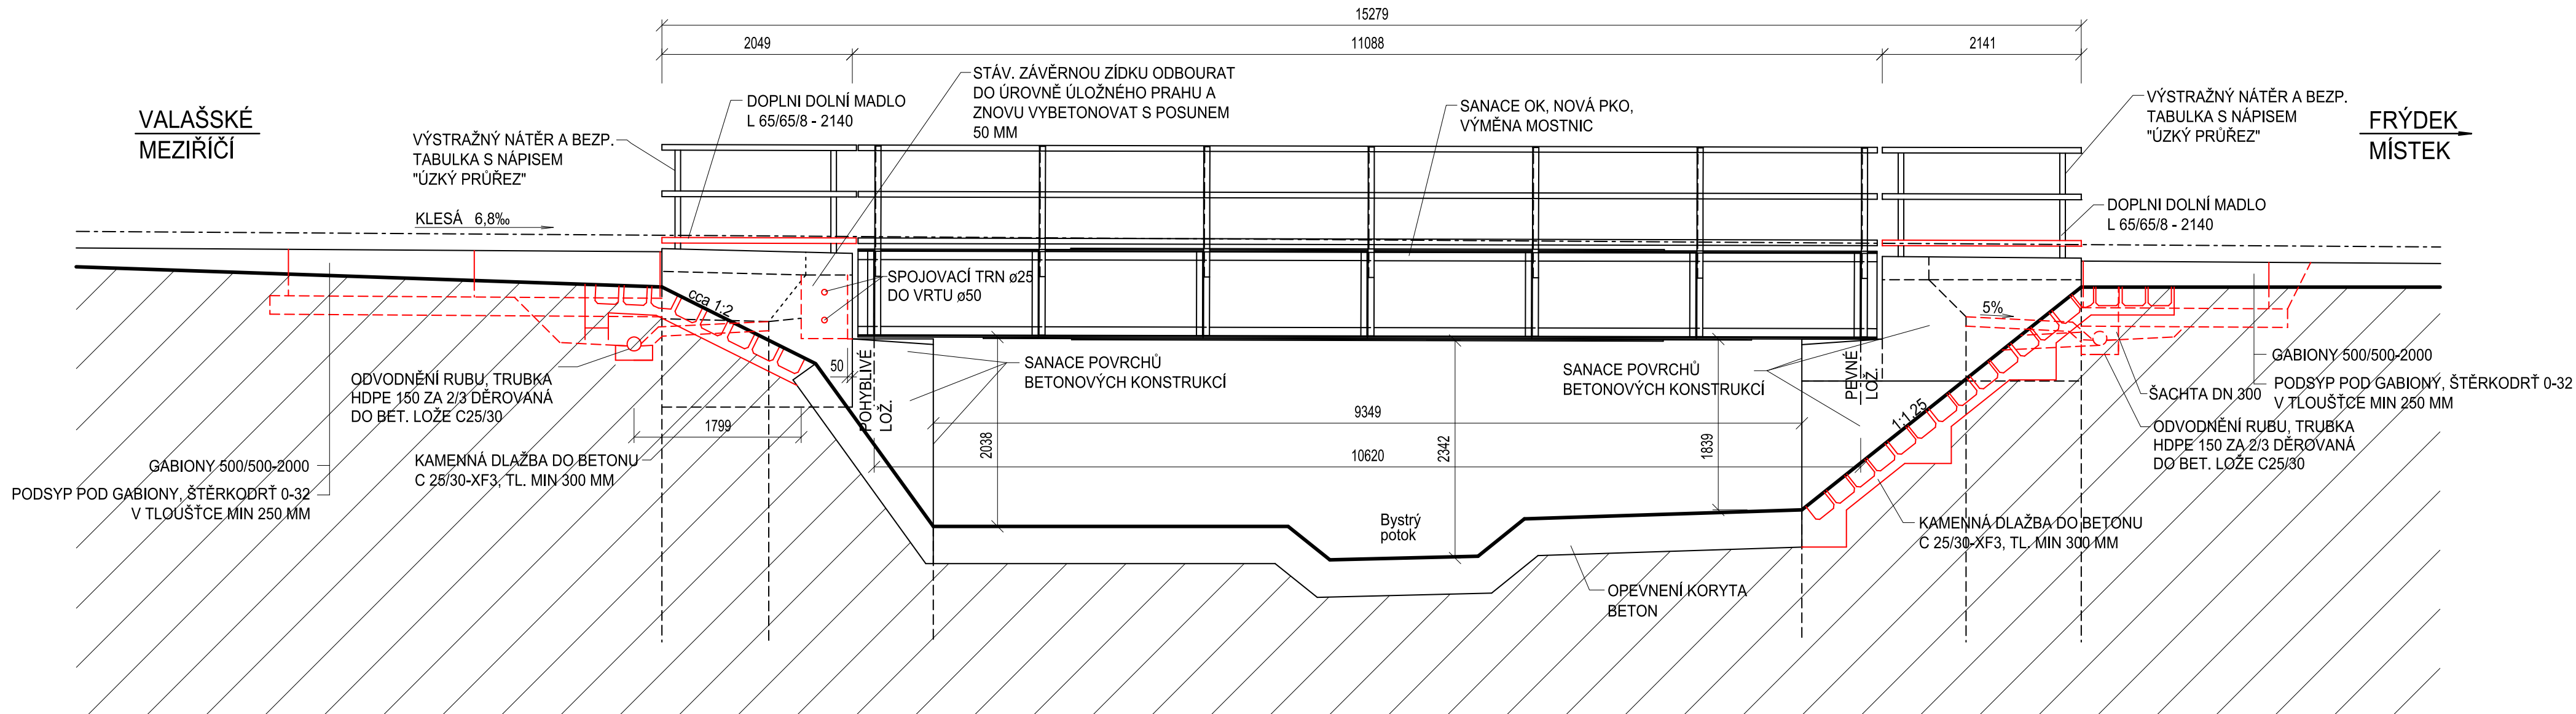 15279
2049
11088
2141
VALAŠSKÉ
MEZIŘÍČÍ
VÝSTRAŽNÝ NÁTĚR A BEZP.
TABULKA S NÁPISEM
"ÚZKÝ PRŮŘEZ"
KLESÁ 6,8‰
DOPLNI DOLNÍ MADLO
L 65/65/8 - 2140
STÁV. ZÁVĚRNOU ZÍDKU ODBOURAT
DO ÚROVNĚ ÚLOŽNÉHO PRAHU A
ZNOVU VYBETONOVAT S POSUNEM
50 MM
SANACE OK, NOVÁ PKO,
VÝMĚNA MOSTNIC
VÝSTRAŽNÝ NÁTĚR A BEZP.
TABULKA S NÁPISEM
"ÚZKÝ PRŮŘEZ"
FRÝDEK
MÍSTEK
DOPLNI DOLNÍ MADLO
L 65/65/8 - 2140
SPOJOVACÍ TRN ø25
DO VRTU ø50
cca 1:2
5%
50
POHYBLIVÉ
LOŽ.
SANACE POVRCHŮ
BETONOVÝCH KONSTRUKCÍ
SANACE POVRCHŮ
BETONOVÝCH KONSTRUKCÍ
PEVNÉ
LOŽ.
ODVODNĚNÍ RUBU, TRUBKA
HDPE 150 ZA 2/3 DĚROVANÁ
DO BET. LOŽE C25/30
1799
GABIONY 500/500-2000
PODSYP POD GABIONY, ŠTĚRKODRŤ 0-32
V TLOUŠŤCE MIN 250 MM
KAMENNÁ DLAŽBA DO BETONU
C 25/30-XF3, TL. MIN 300 MM
2038
9349
10620
2342
1839
1:1,25
GABIONY 500/500-2000
PODSYP POD GABIONY, ŠTĚRKODRŤ 0-32
V TLOUŠŤCE MIN 250 MM
ŠACHTA DN 300
ODVODNĚNÍ RUBU, TRUBKA
HDPE 150 ZA 2/3 DĚROVANÁ
DO BET. LOŽE C25/30
Bystrý
potok
KAMENNÁ DLAŽBA DO BETONU
C 25/30-XF3, TL. MIN 300 MM
OPEVNENÍ KORYTA
BETON